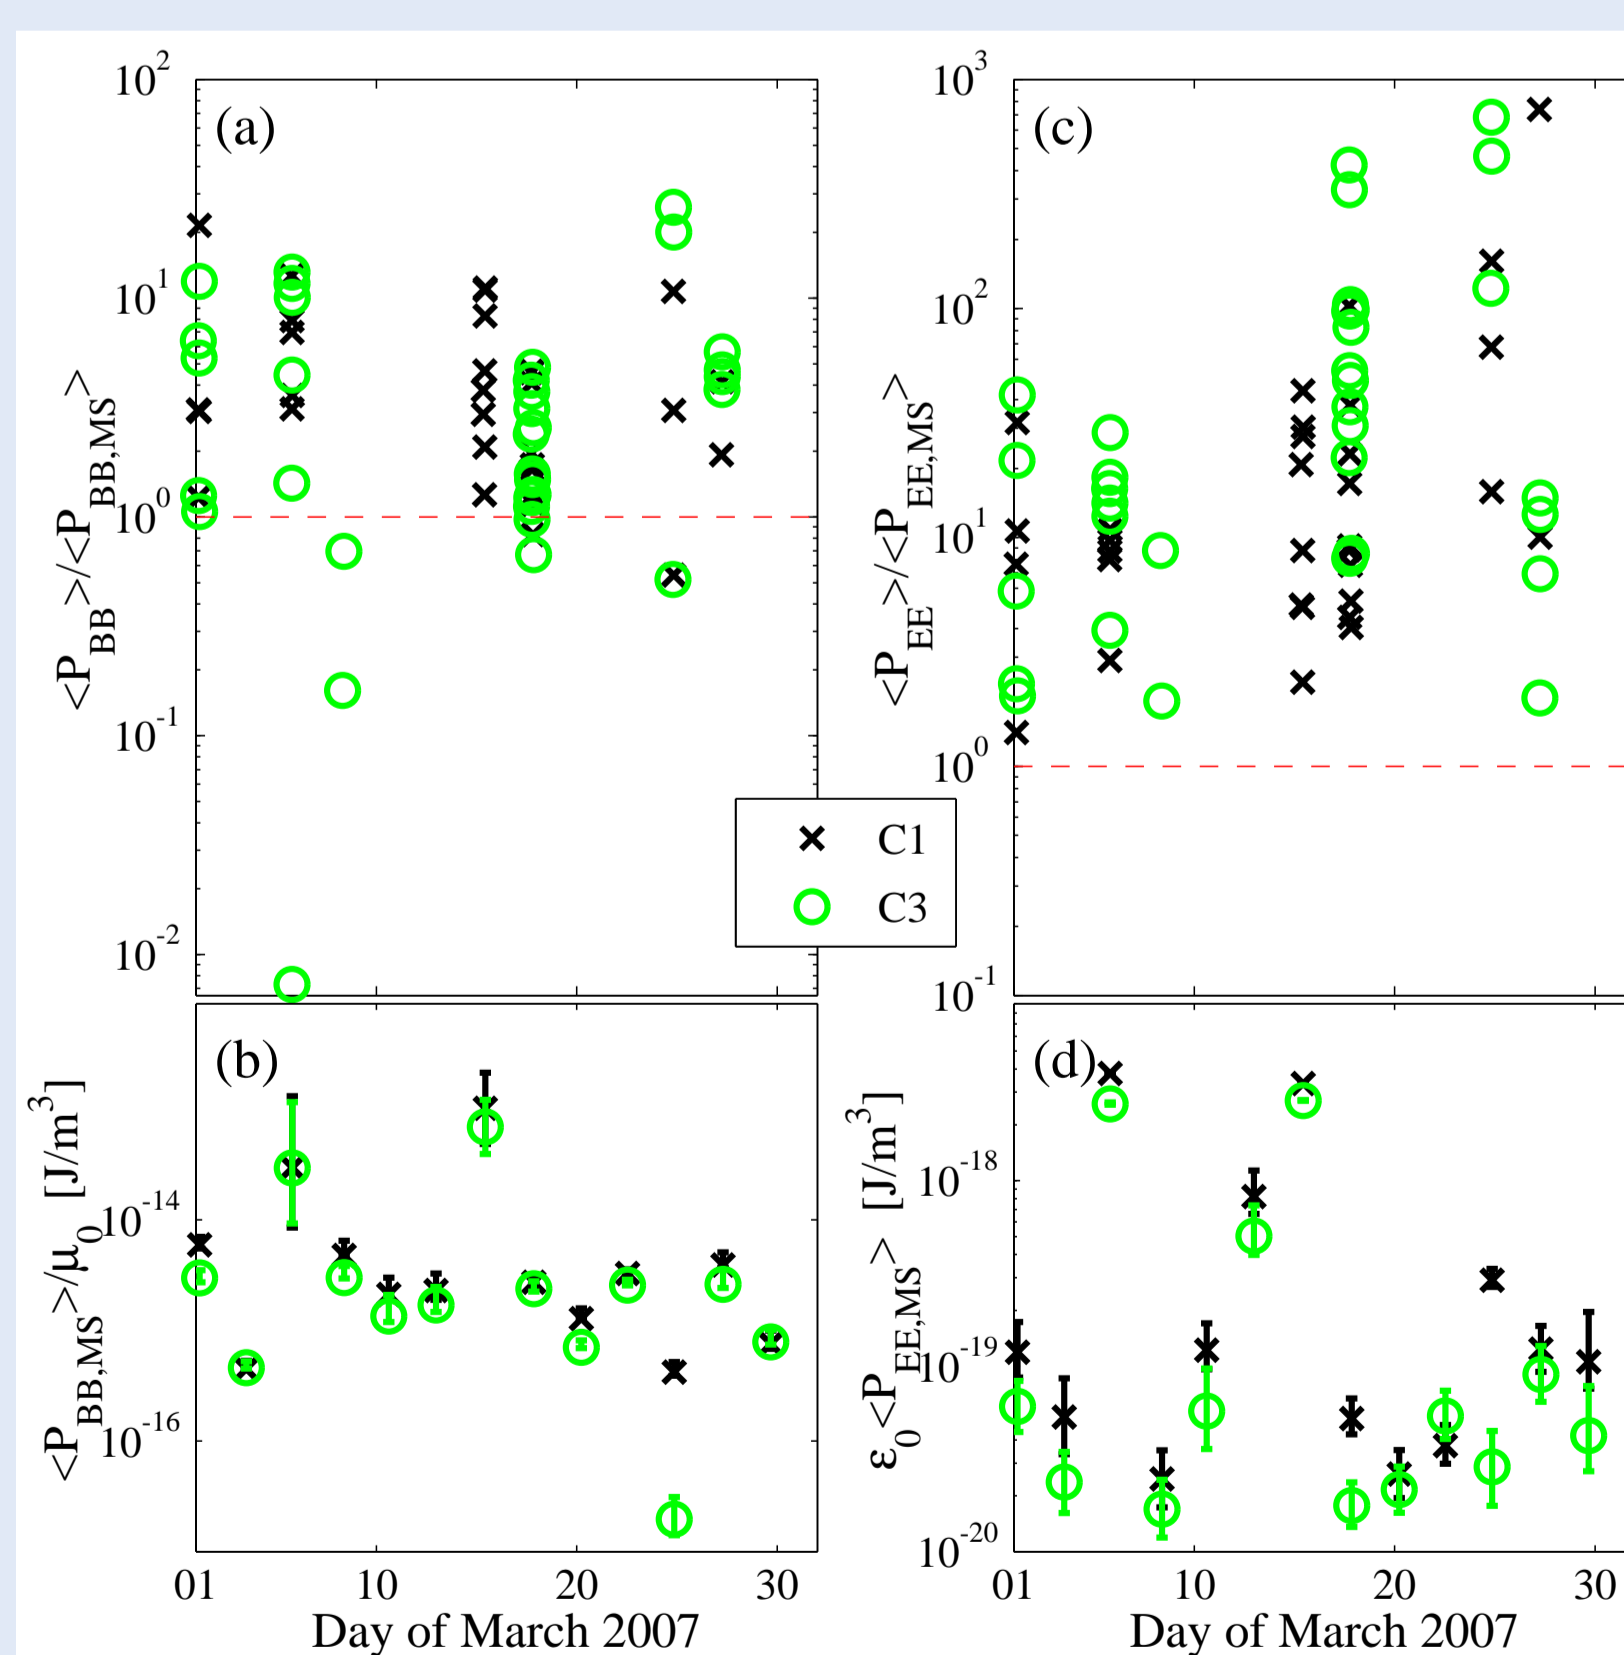 (a)
10^2
10^1
10^0
10^-1
10^-2
<P_BB>/<P_BB,MS>
(c)
10^3
10^2
10^1
10^0
10^-1
<P_EE>/<P_EE,MS>
C1
C3
(b)
10^-14
10^-16
<P_BB,MS>/μ_0 [J/m^3]
01 10 20 30
Day of March 2007
(d)
10^-18
10^-19
10^-20
ε_0<P_EE,MS> [J/m^3]
01 10 20 30
Day of March 2007